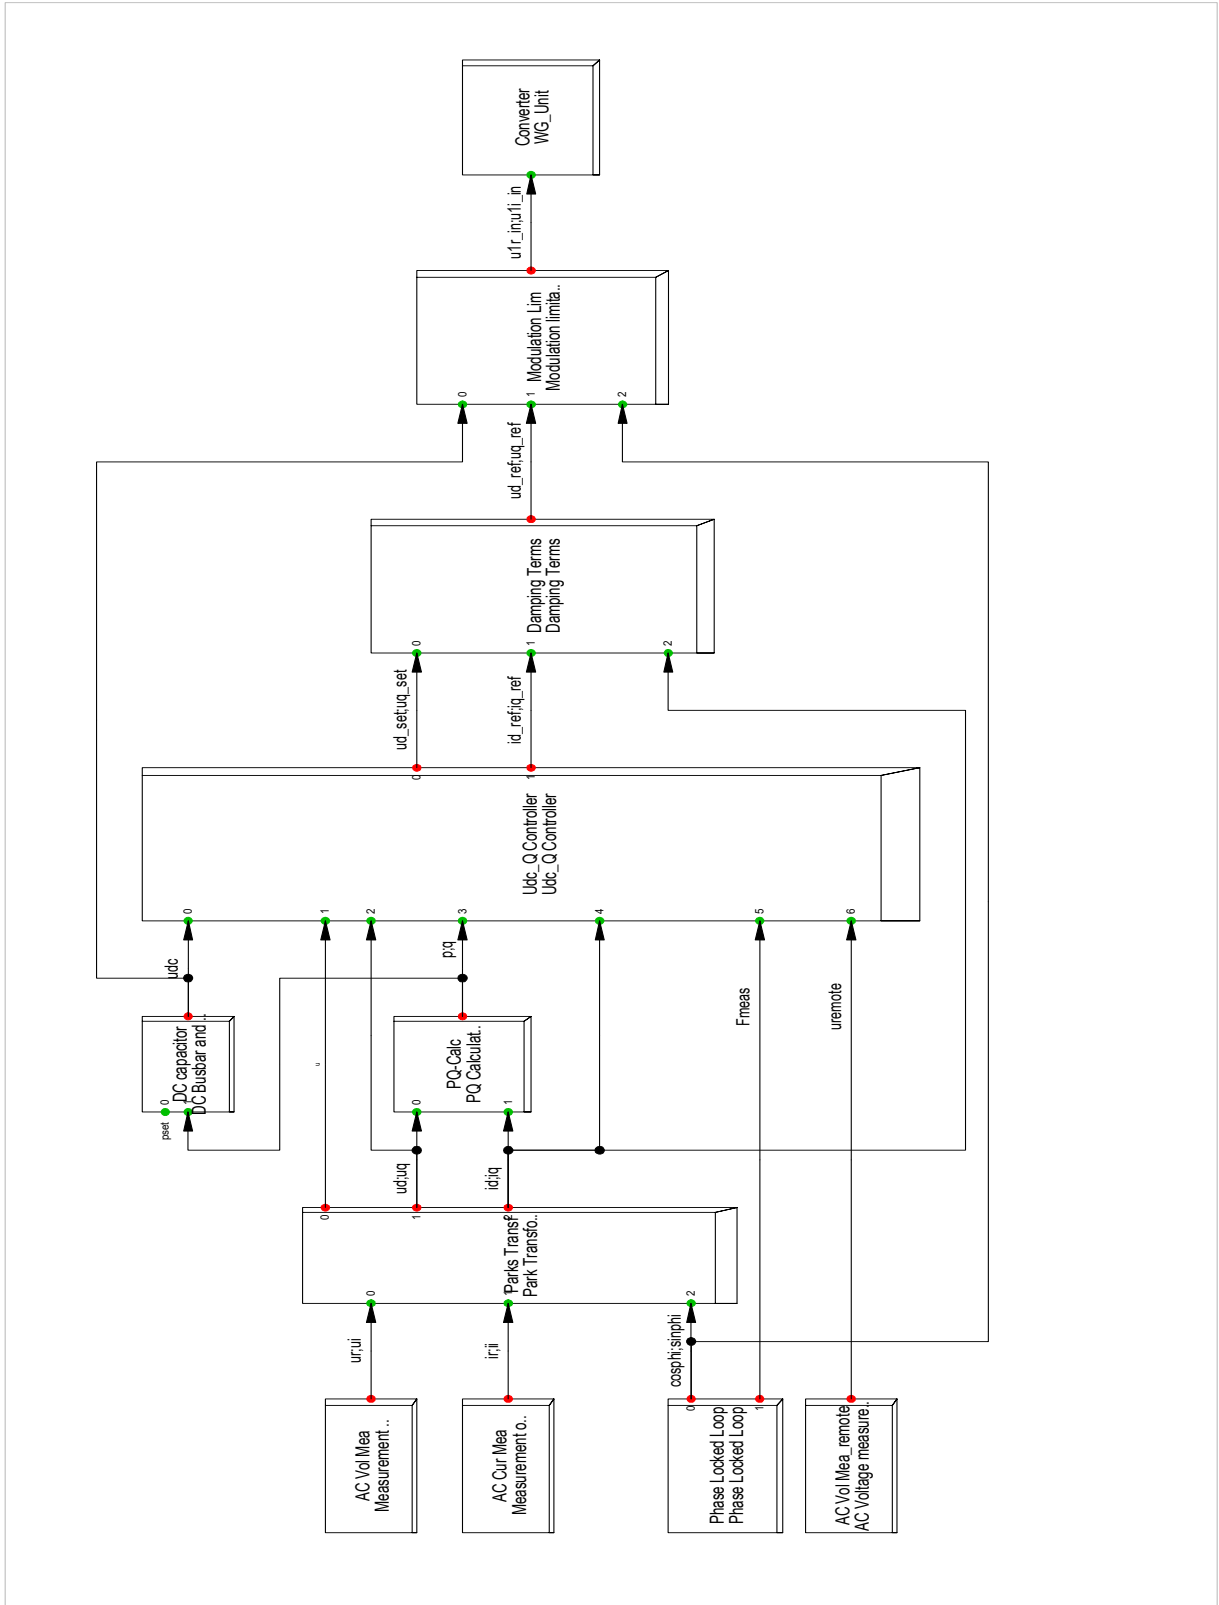 Converter
WG_Unit
u1r_in;u1i_in
Modulation Lim
Modulation limita..
0
1
2
ud_ref;uq_ref
Damping Terms
Damping Terms
0
1
2
ud_set;uq_set
id_ref;iq_ref
0
1
Udc_Q Controller
Udc_Q Controller
0
1
2
3
4
5
6
udc
p;q
Fmeas
uremote
DC capacitor
DC Busbar and ..
0
1
pset
u
PQ-Calc
PQ Calculat..
0
1
ud;uq
id;iq
0
1
2
Parks Transf
Park Transfo..
0
1
2
ur;ui
ir;ii
cosphi;sinphi
AC Vol Mea
Measurement ..
AC Cur Mea
Measurement o..
0
1
Phase Locked Loop
Phase Locked Loop
AC Vol Mea_remote
AC Voltage measure..